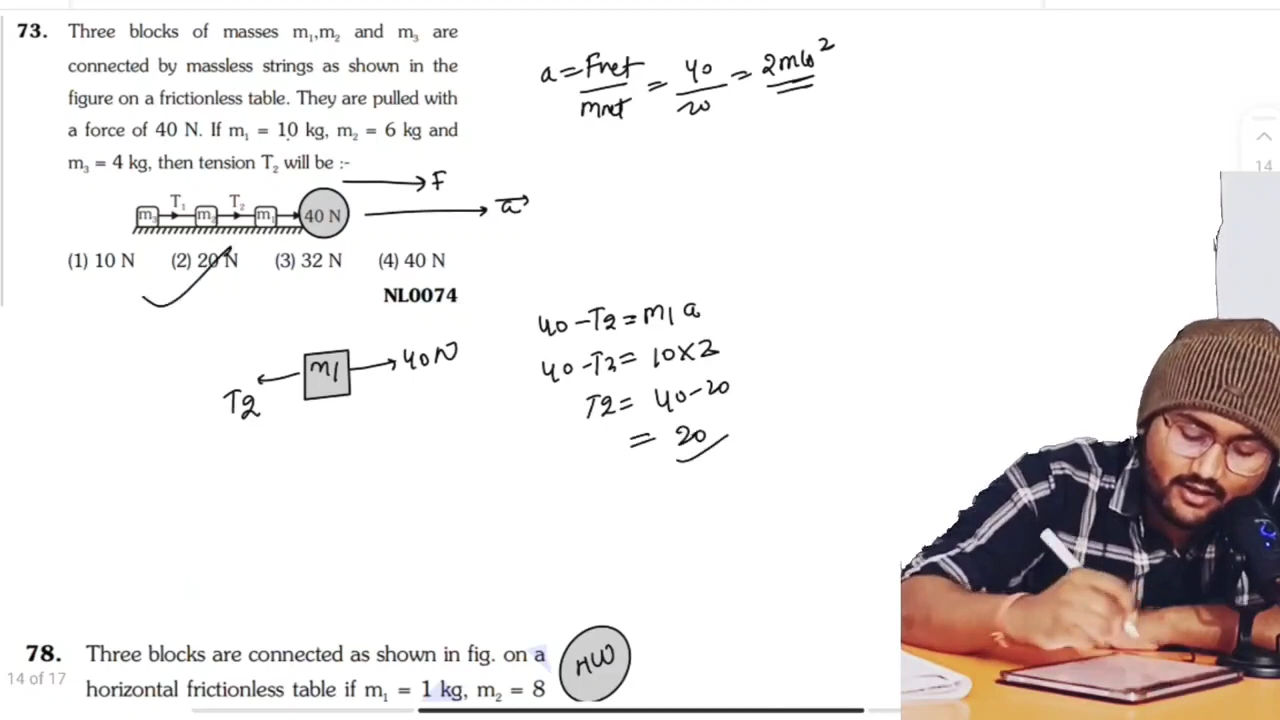 73. Three blocks of masses m₁,m₂ and m₃ are
connected by massless strings as shown in the
figure on a frictionless table. They are pulled with
a force of 40 N. If m₁ = 10 kg, m₂ = 6 kg and
m₃ = 4 kg, then tension T₂ will be :-
T₁ T₂
m₃ m₂ m₁ 40 N
F
a
(1) 10 N (2) 20 N (3) 32 N (4) 40 N
NL0074
a = Fnet/mnet = 40/20 = 2m/s²
T2 m1 40N
40 - T2 = m1 a
40 - T2 = 10 x 2
T2 = 40 - 20
= 20
14
78. Three blocks are connected as shown in fig. on a
horizontal frictionless table if m₁ = 1 kg, m₂ = 8
HW
14 of 17